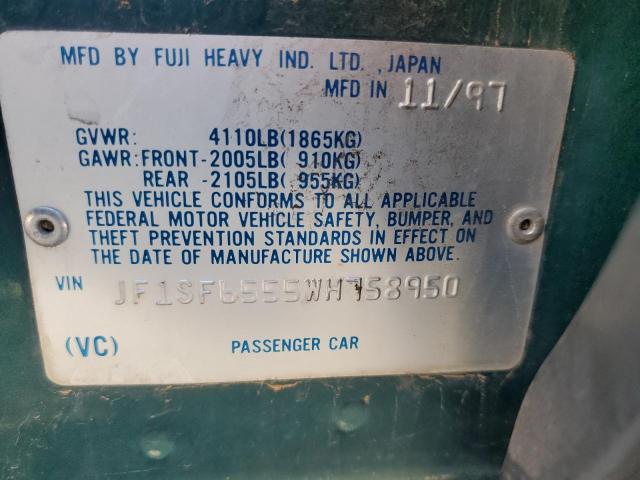 MFD BY FUJI HEAVY IND. LTD., JAPAN
MFD IN 11/97
GVWR: 4110LB(1865KG)
GAWR:FRONT-2005LB( 910KG)
REAR -2105LB( 955KG)
THIS VEHICLE CONFORMS TO ALL APPLICABLE
FEDERAL MOTOR VEHICLE SAFETY, BUMPER, AND
THEFT PREVENTION STANDARDS IN EFFECT ON
THE DATE OF MANUFACTURE SHOWN ABOVE.
VIN JF1SF6555WH758950
(VC) PASSENGER CAR